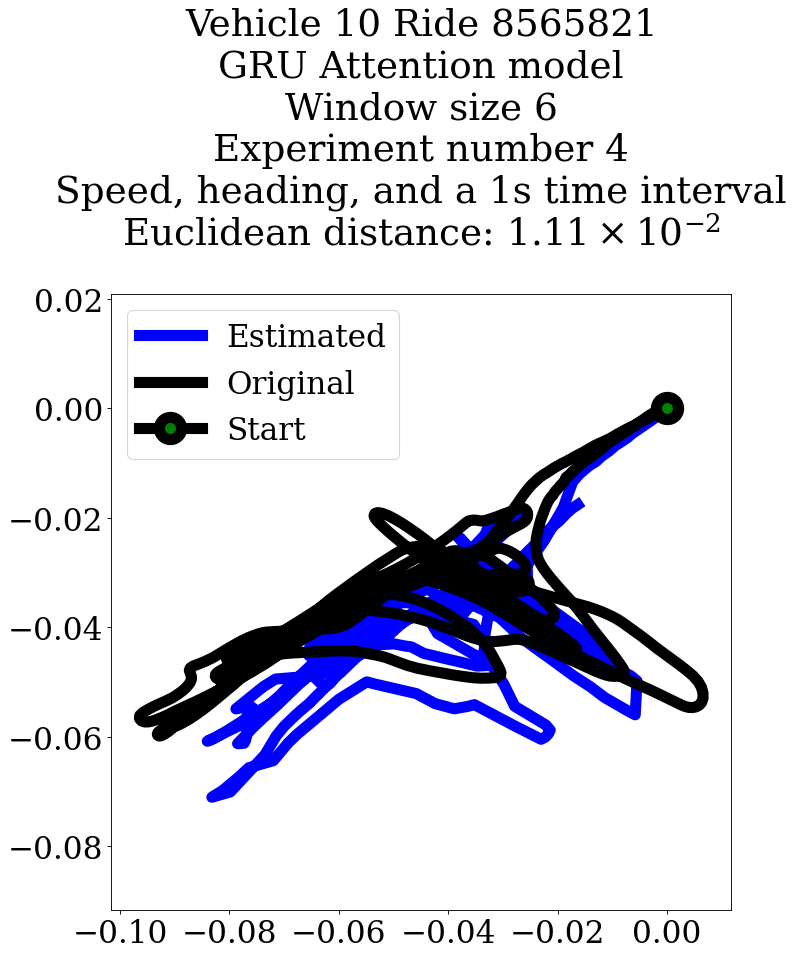 Vehicle 10 Ride 8565821
GRU Attention model
Window size 6
Experiment number 4
Speed, heading, and a 1s time interval
Euclidean distance: 1.11 × 10⁻²
0.02
Estimated
Original
Start
0.00
−0.02
−0.04
−0.06
−0.08
−0.10 −0.08 −0.06 −0.04 −0.02 0.00